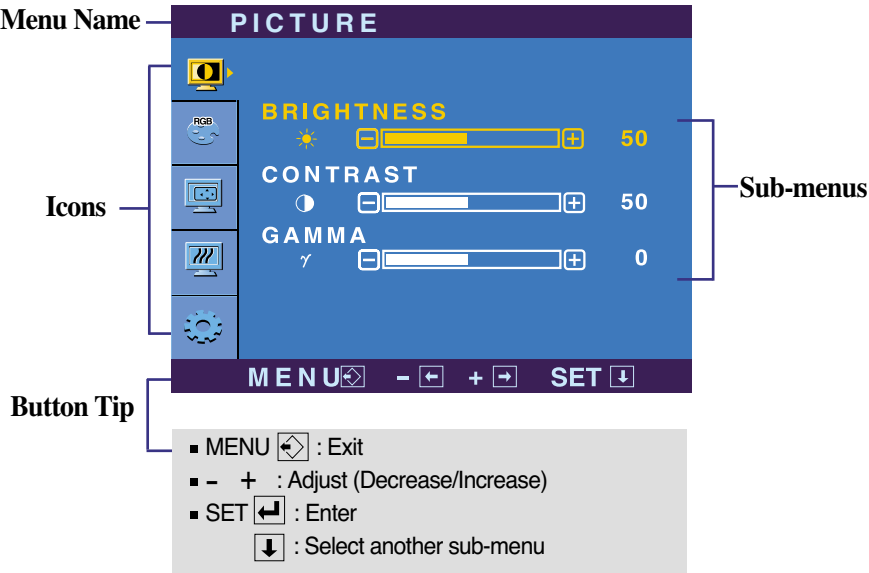 Menu Name
PICTURE
RGB
BRIGHTNESS
50
CONTRAST
50
GAMMA
γ
0
Icons
Sub-menus
MENU - ← + → SET ↓
Button Tip
MENU : Exit
- + : Adjust (Decrease/Increase)
SET ↵ : Enter
↓ : Select another sub-menu